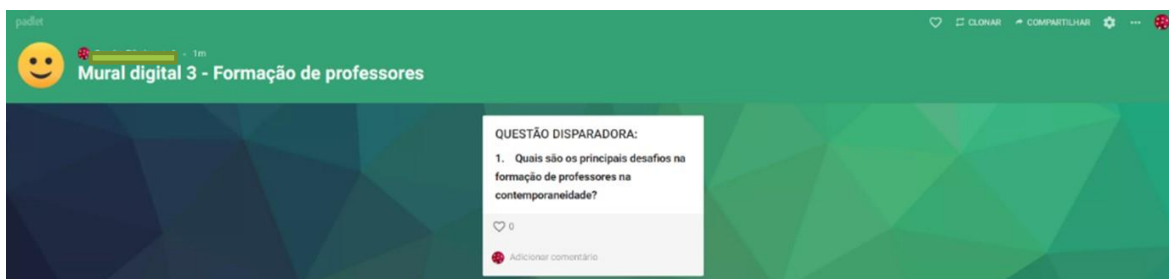 padlet
CLONAR COMPARTILHAR
1m
Mural digital 3 - Formação de professores
QUESTÃO DISPARADORA:
1. Quais são os principais desafios na
formação de professores na
contemporaneidade?
0
Adicionar comentário